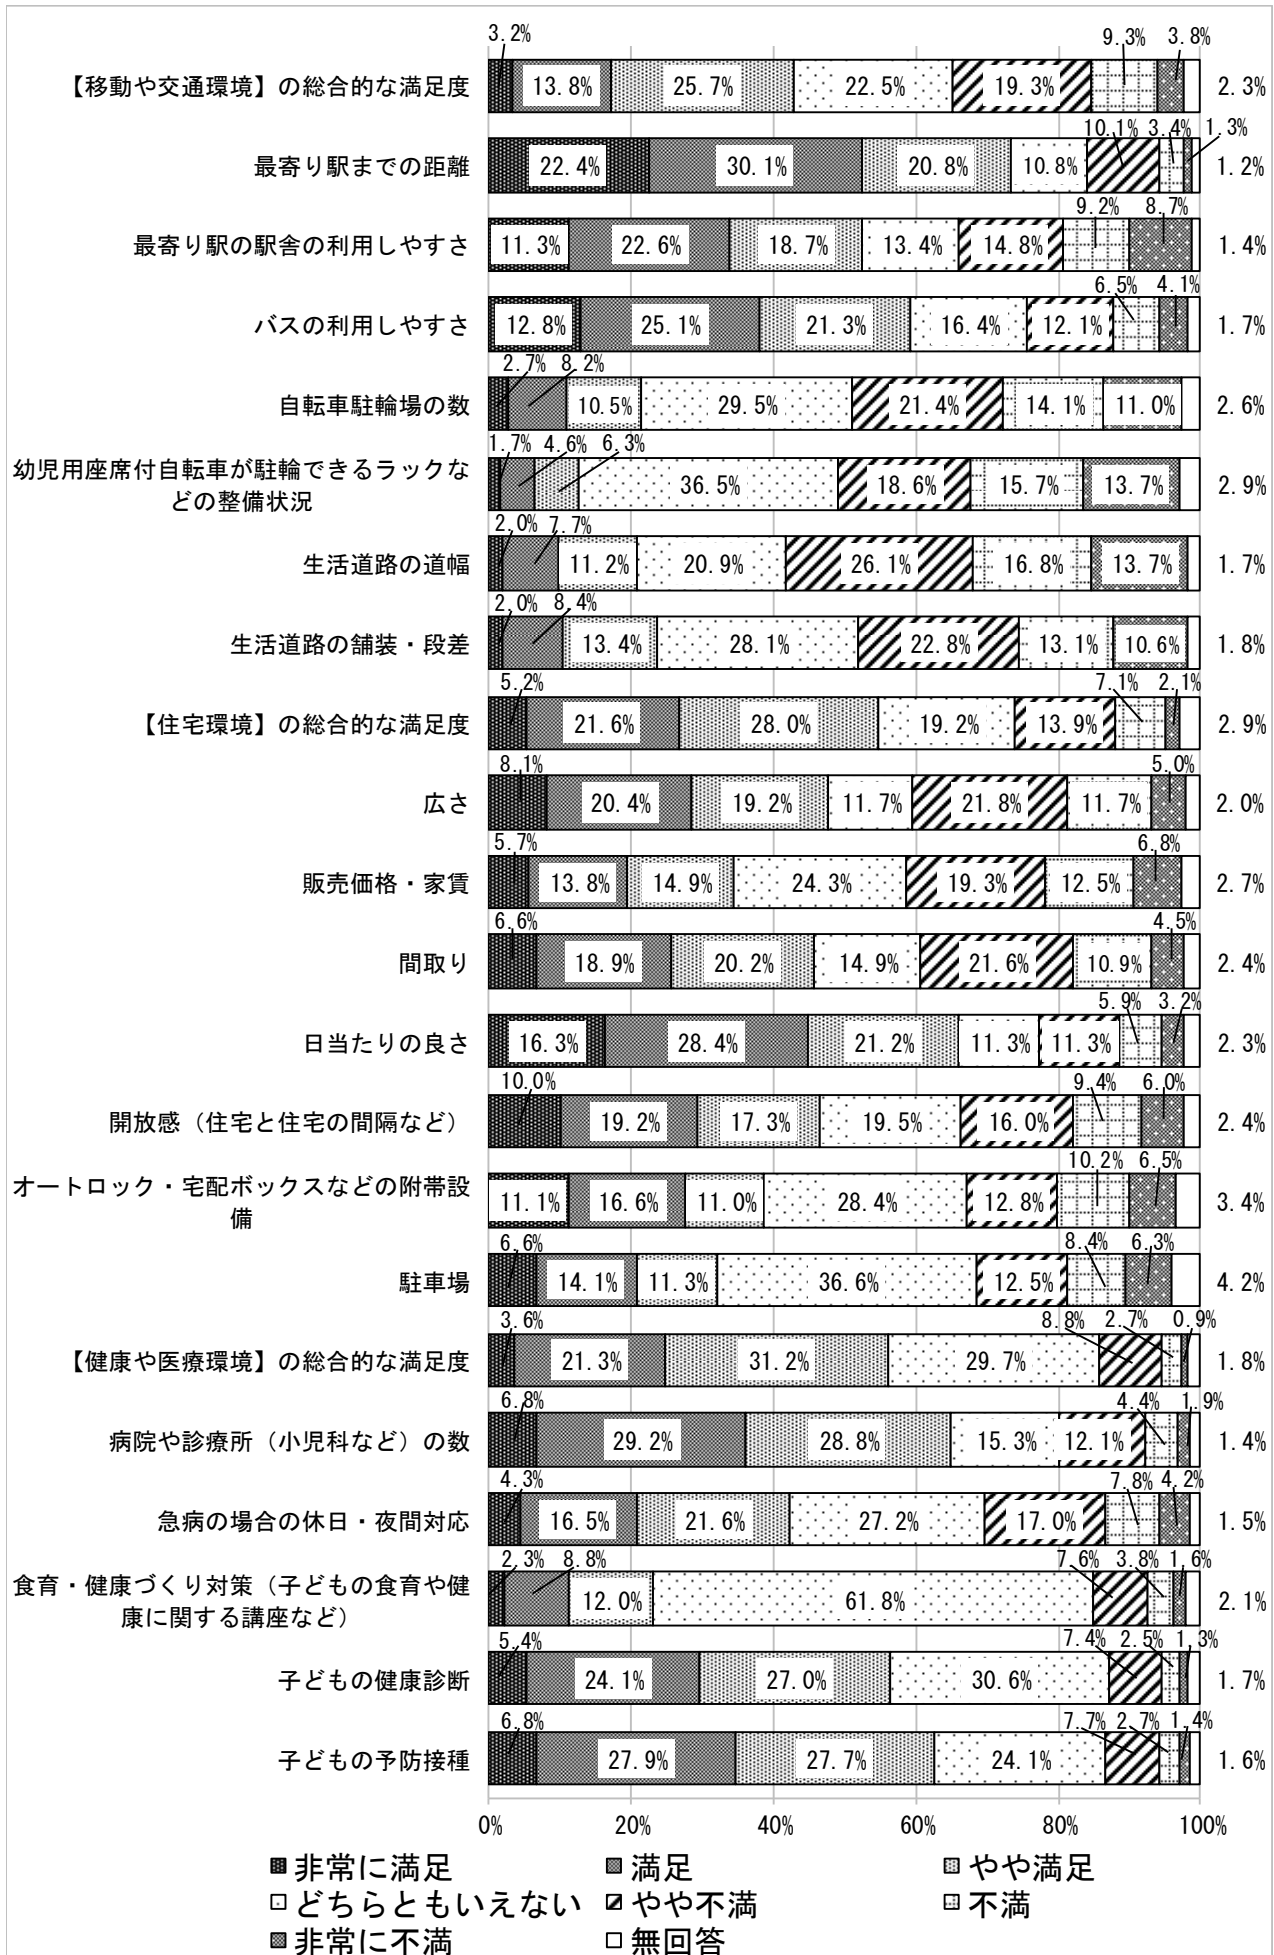 3.2% 9.3% 3.8%
【移動や交通環境】の総合的な満足度 13.8% 25.7% 22.5% 19.3% 2.3%
10.1% 3.4% 1.3%
最寄り駅までの距離 22.4% 30.1% 20.8% 10.8% 1.2%
9.2% 8.7%
最寄り駅の駅舎の利用しやすさ 11.3% 22.6% 18.7% 13.4% 14.8% 1.4%
6.5% 4.1%
バスの利用しやすさ 12.8% 25.1% 21.3% 16.4% 12.1% 1.7%
2.7% 8.2%
自転車駐輪場の数 10.5% 29.5% 21.4% 14.1% 11.0% 2.6%
1.7% 4.6% 6.3%
幼児用座席付自転車が駐輪できるラックな
どの整備状況 36.5% 18.6% 15.7% 13.7% 2.9%
2.0% 7.7%
生活道路の道幅 11.2% 20.9% 26.1% 16.8% 13.7% 1.7%
2.0% 8.4%
生活道路の舗装・段差 13.4% 28.1% 22.8% 13.1% 10.6% 1.8%
5.2% 7.1% 2.1%
【住宅環境】の総合的な満足度 21.6% 28.0% 19.2% 13.9% 2.9%
8.1% 5.0%
広さ 20.4% 19.2% 11.7% 21.8% 11.7% 2.0%
5.7% 6.8%
販売価格・家賃 13.8% 14.9% 24.3% 19.3% 12.5% 2.7%
6.6% 4.5%
間取り 18.9% 20.2% 14.9% 21.6% 10.9% 2.4%
5.9% 3.2%
日当たりの良さ 16.3% 28.4% 21.2% 11.3% 11.3% 2.3%
10.0% 9.4% 6.0%
開放感（住宅と住宅の間隔など） 19.2% 17.3% 19.5% 16.0% 2.4%
10.2% 6.5%
オートロック・宅配ボックスなどの附帯設
備 11.1% 16.6% 11.0% 28.4% 12.8% 3.4%
6.6% 8.4% 6.3%
駐車場 14.1% 11.3% 36.6% 12.5% 4.2%
3.6% 8.8% 2.7% 0.9%
【健康や医療環境】の総合的な満足度 21.3% 31.2% 29.7% 1.8%
6.8% 4.4% 1.9%
病院や診療所（小児科など）の数 29.2% 28.8% 15.3% 12.1% 1.4%
4.3% 7.8% 4.2%
急病の場合の休日・夜間対応 16.5% 21.6% 27.2% 17.0% 1.5%
2.3% 8.8% 7.6% 3.8% 1.6%
食育・健康づくり対策（子どもの食育や健
康に関する講座など） 12.0% 61.8% 2.1%
5.4% 7.4% 2.5% 1.3%
子どもの健康診断 24.1% 27.0% 30.6% 1.7%
6.8% 7.7% 2.7% 1.4%
子どもの予防接種 27.9% 27.7% 24.1% 1.6%
0% 20% 40% 60% 80% 100%
非常に満足 満足 やや満足
どちらともいえない やや不満 不満
非常に不満 無回答